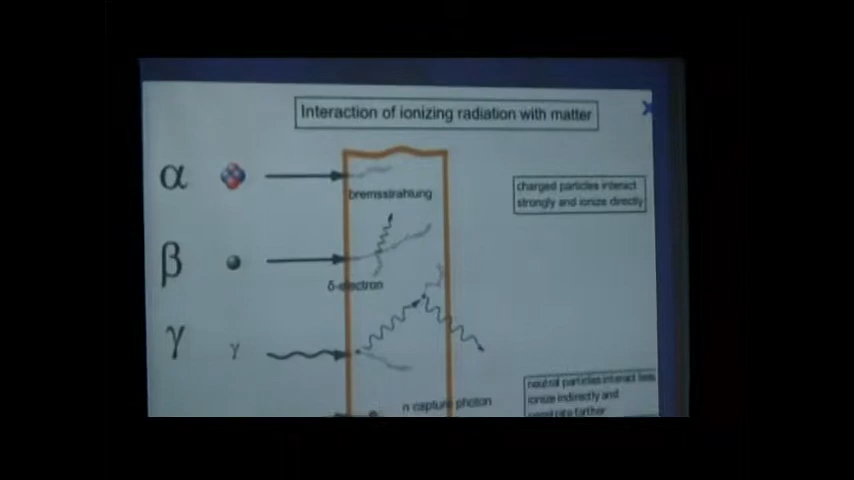 Interaction of ionizing radiation with matter
α
bremsstrahlung
charged particles interact
strongly and ionize directly
β
δ-electron
γ
γ
n capture photon
neutral particles interact less
ionize indirectly and
penetrate farther